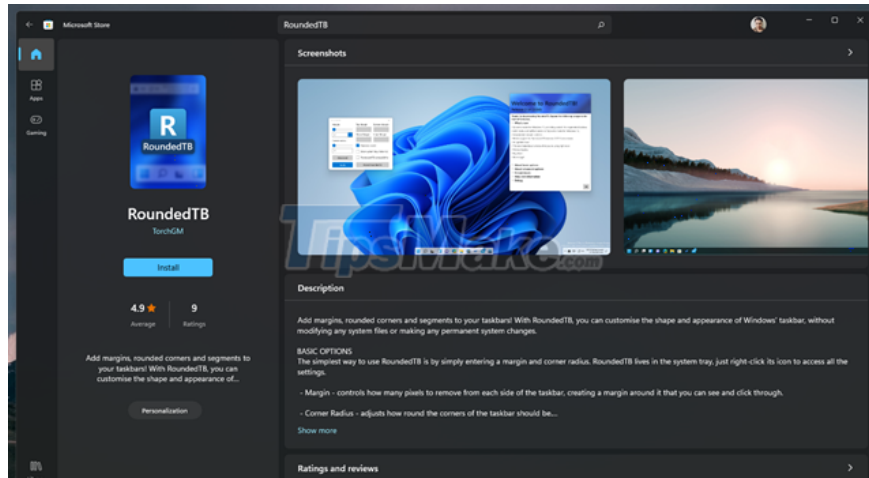 Microsoft Store
RoundedTB
Apps
Gaming
R
RoundedTB
RoundedTB
TorchGM
Install
4.9
Average
9
Ratings
Add margins, rounded corners and segments to
your taskbars! With RoundedTB, you can
customise the shape and appearance of...
Personalization
Screenshots
Welcome to RoundedTB!
TipsMake.com
Description
Add margins, rounded corners and segments to your taskbars! With RoundedTB, you can customise the shape and appearance of Windows' taskbar, without
modifying any system files or making any permanent system changes.
BASIC OPTIONS
The simplest way to use RoundedTB is by simply entering a margin and corner radius. RoundedTB lives in the system tray, just right-click its icon to access all the
settings.
- Margin - controls how many pixels to remove from each side of the taskbar, creating a margin around it that you can see and click through.
- Corner Radius - adjusts how round the corners of the taskbar should be...
Show more
Ratings and reviews